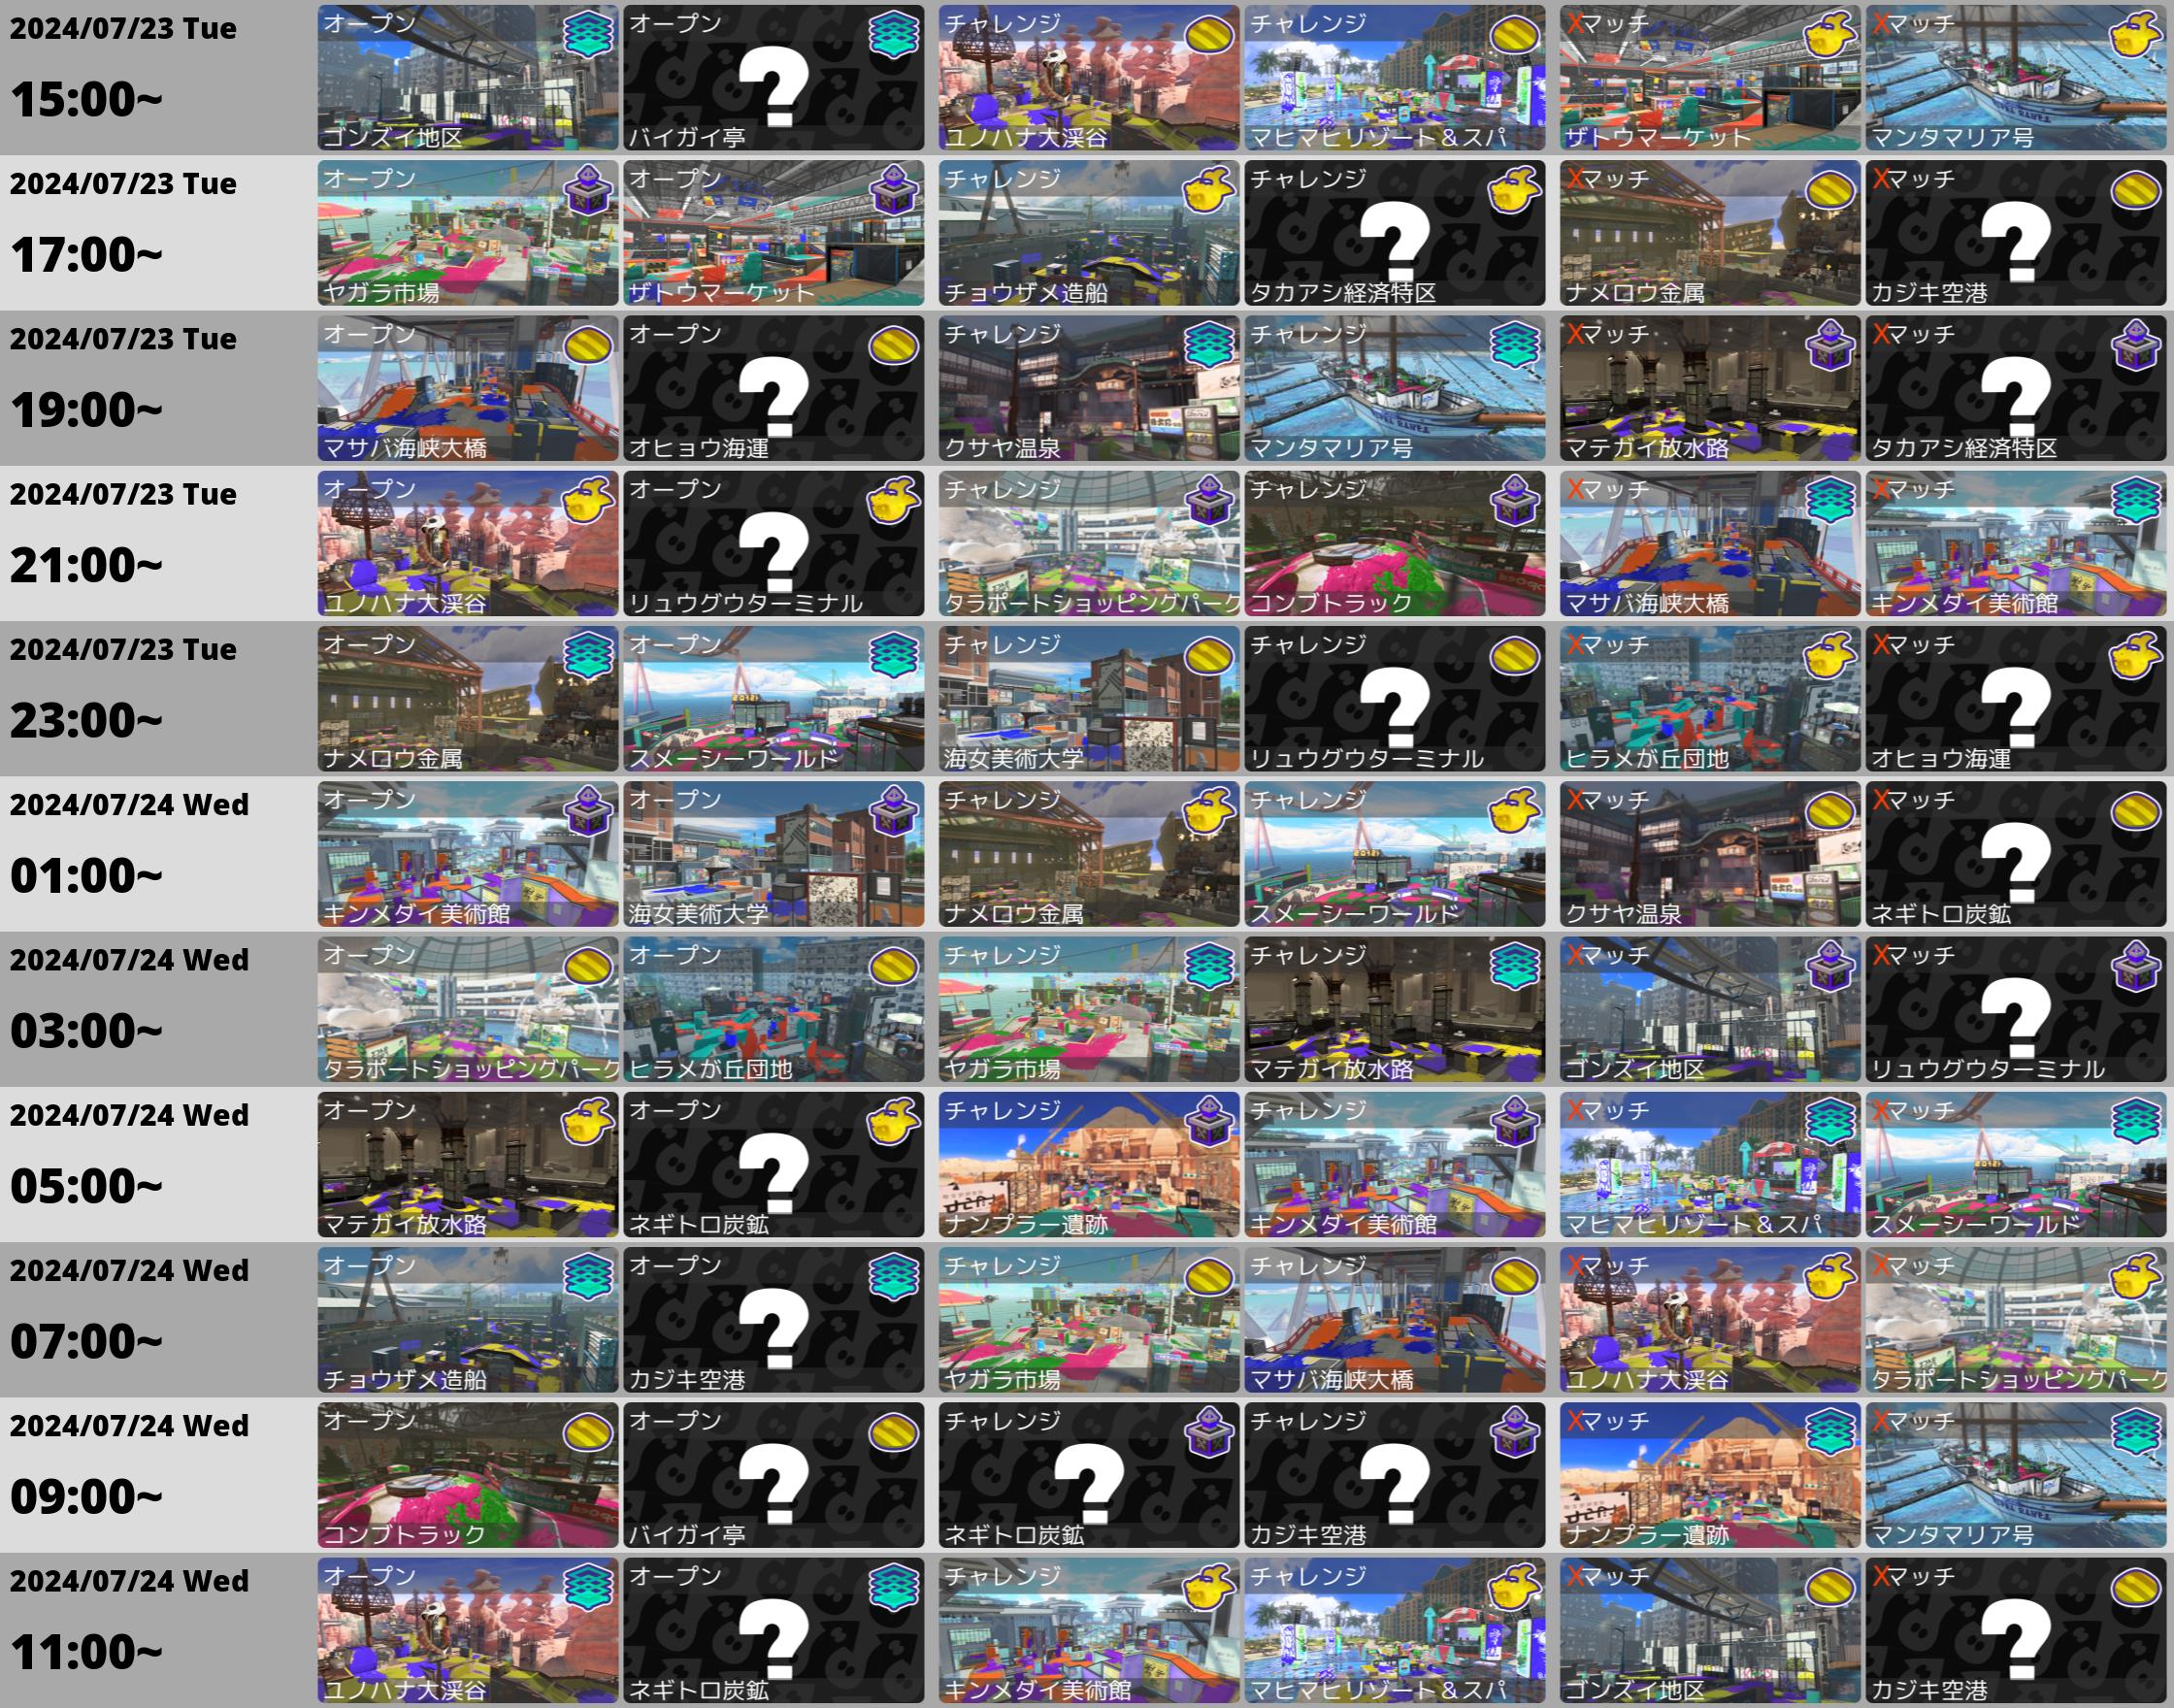 2024/07/23 Tue
15:00~
オープン
ゴンズイ地区
オープン
バイガイ亭
チャレンジ
ユノハナ大渓谷
チャレンジ
マヒマヒリゾート&スパ
Xマッチ
ザトウマーケット
Xマッチ
マンタマリア号
2024/07/23 Tue
17:00~
オープン
ヤガラ市場
オープン
ザトウマーケット
チャレンジ
チョウザメ造船
チャレンジ
タカアシ経済特区
Xマッチ
ナメロウ金属
Xマッチ
カジキ空港
2024/07/23 Tue
19:00~
オープン
マサバ海峡大橋
オープン
オヒョウ海運
チャレンジ
クサヤ温泉
チャレンジ
マンタマリア号
Xマッチ
マテガイ放水路
Xマッチ
タカアシ経済特区
2024/07/23 Tue
21:00~
オープン
ユノハナ大渓谷
オープン
リュウグウターミナル
チャレンジ
タラポートショッピングパーク
チャレンジ
コンブトラック
Xマッチ
マサバ海峡大橋
Xマッチ
キンメダイ美術館
2024/07/23 Tue
23:00~
オープン
ナメロウ金属
オープン
スメーシーワールド
チャレンジ
海女美術大学
チャレンジ
リュウグウターミナル
Xマッチ
ヒラメが丘団地
Xマッチ
オヒョウ海運
2024/07/24 Wed
01:00~
オープン
キンメダイ美術館
オープン
海女美術大学
チャレンジ
ナメロウ金属
チャレンジ
スメーシーワールド
Xマッチ
クサヤ温泉
Xマッチ
ネギトロ炭鉱
2024/07/24 Wed
03:00~
オープン
タラポートショッピングパーク
オープン
ヒラメが丘団地
チャレンジ
ヤガラ市場
チャレンジ
マテガイ放水路
Xマッチ
ゴンズイ地区
Xマッチ
リュウグウターミナル
2024/07/24 Wed
05:00~
オープン
マテガイ放水路
オープン
ネギトロ炭鉱
チャレンジ
ナンプラー遺跡
チャレンジ
キンメダイ美術館
Xマッチ
マヒマヒリゾート&スパ
Xマッチ
スメーシーワールド
2024/07/24 Wed
07:00~
オープン
チョウザメ造船
オープン
カジキ空港
チャレンジ
ヤガラ市場
チャレンジ
マサバ海峡大橋
Xマッチ
ユノハナ大渓谷
Xマッチ
タラポートショッピングパーク
2024/07/24 Wed
09:00~
オープン
コンブトラック
オープン
バイガイ亭
チャレンジ
ネギトロ炭鉱
チャレンジ
カジキ空港
Xマッチ
ナンプラー遺跡
Xマッチ
マンタマリア号
2024/07/24 Wed
11:00~
オープン
ユノハナ大渓谷
オープン
ネギトロ炭鉱
チャレンジ
キンメダイ美術館
チャレンジ
マヒマヒリゾート&スパ
Xマッチ
ゴンズイ地区
Xマッチ
カジキ空港